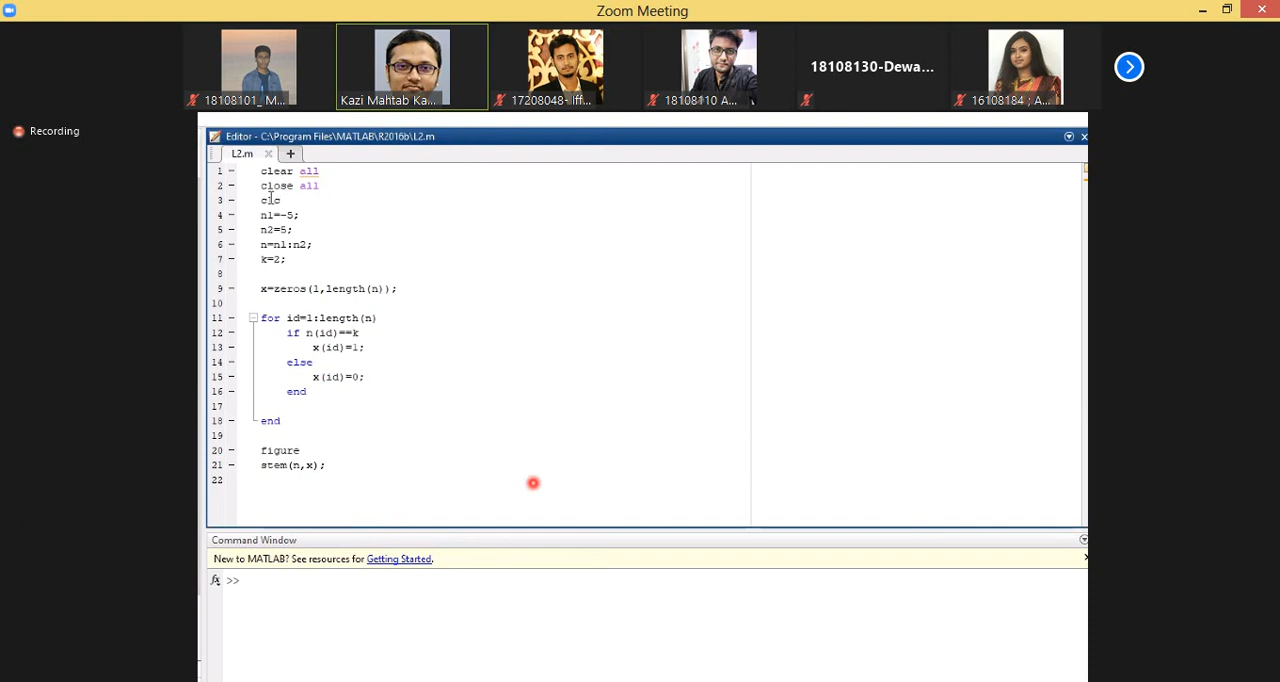 Zoom Meeting
18108101_ M...
Kazi Mahtab Ka...
17208048- Iff...
18108110 A...
18108130-Dewa...
16108184 ; A...
Recording
Editor - C:\Program Files\MATLAB\R2016b\L2.m
L2.m
1 clear all
2 close all
3 clc
4 n1=-5;
5 n2=5;
6 n=n1:n2;
7 k=2;
8
9 x=zeros(1,length(n));
10
11 for id=1:length(n)
12 if n(id)==k
13 x(id)=1;
14 else
15 x(id)=0;
16 end
17
18 end
19
20 figure
21 stem(n,x);
22
Command Window
New to MATLAB? See resources for Getting Started.
fx >>